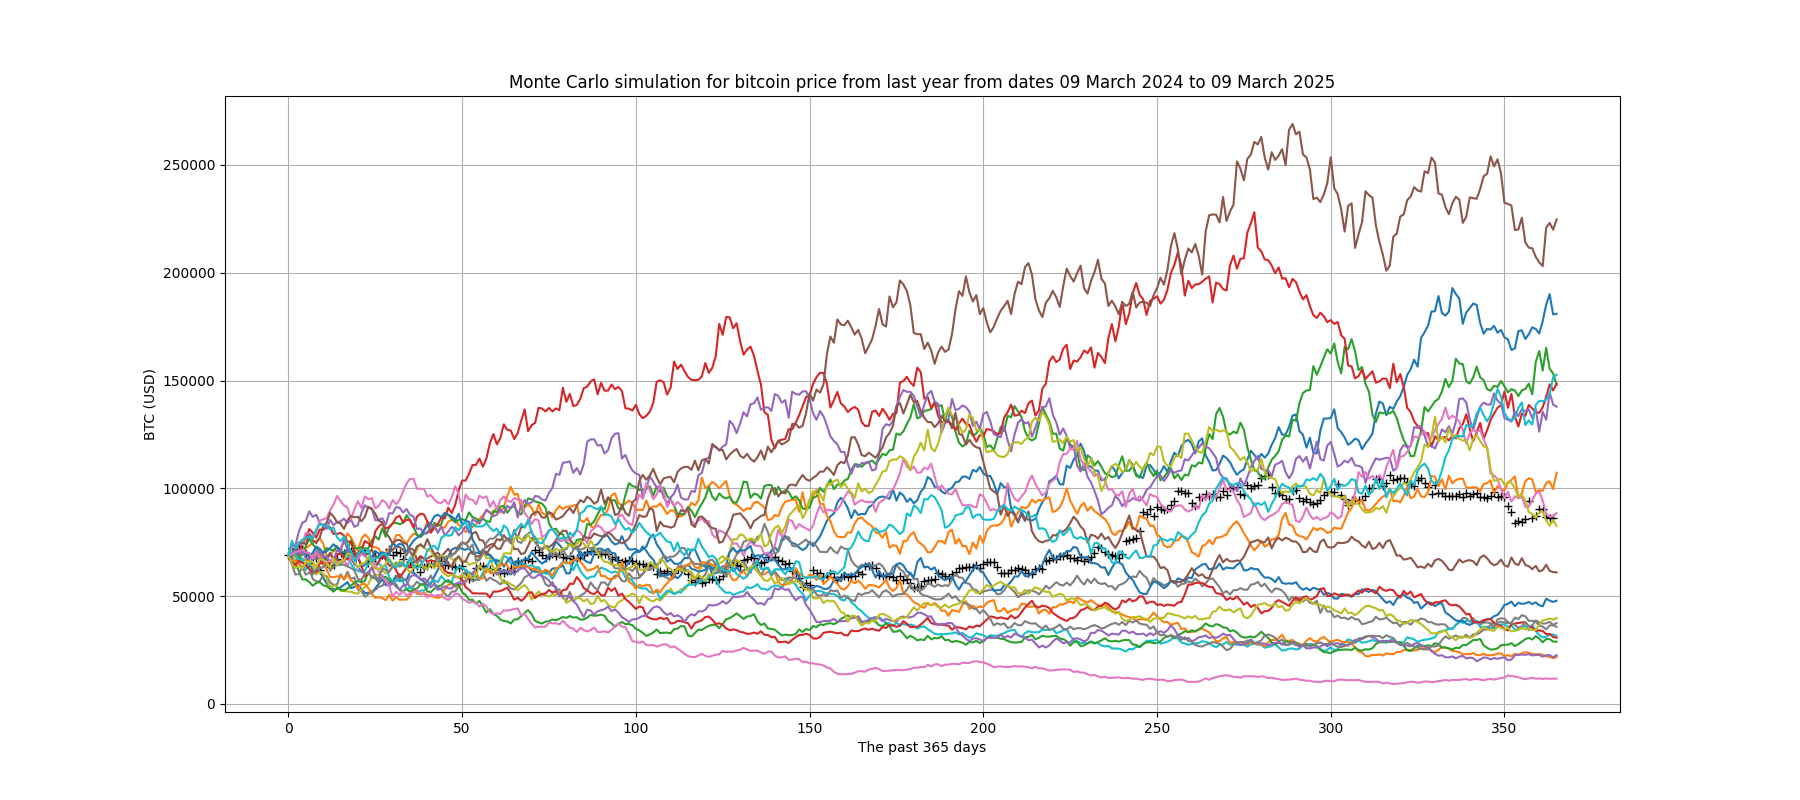 Monte Carlo simulation for bitcoin price from last year from dates 09 March 2024 to 09 March 2025
250000
200000
150000
100000
50000
0
BTC (USD)
0 50 100 150 200 250 300 350
The past 365 days